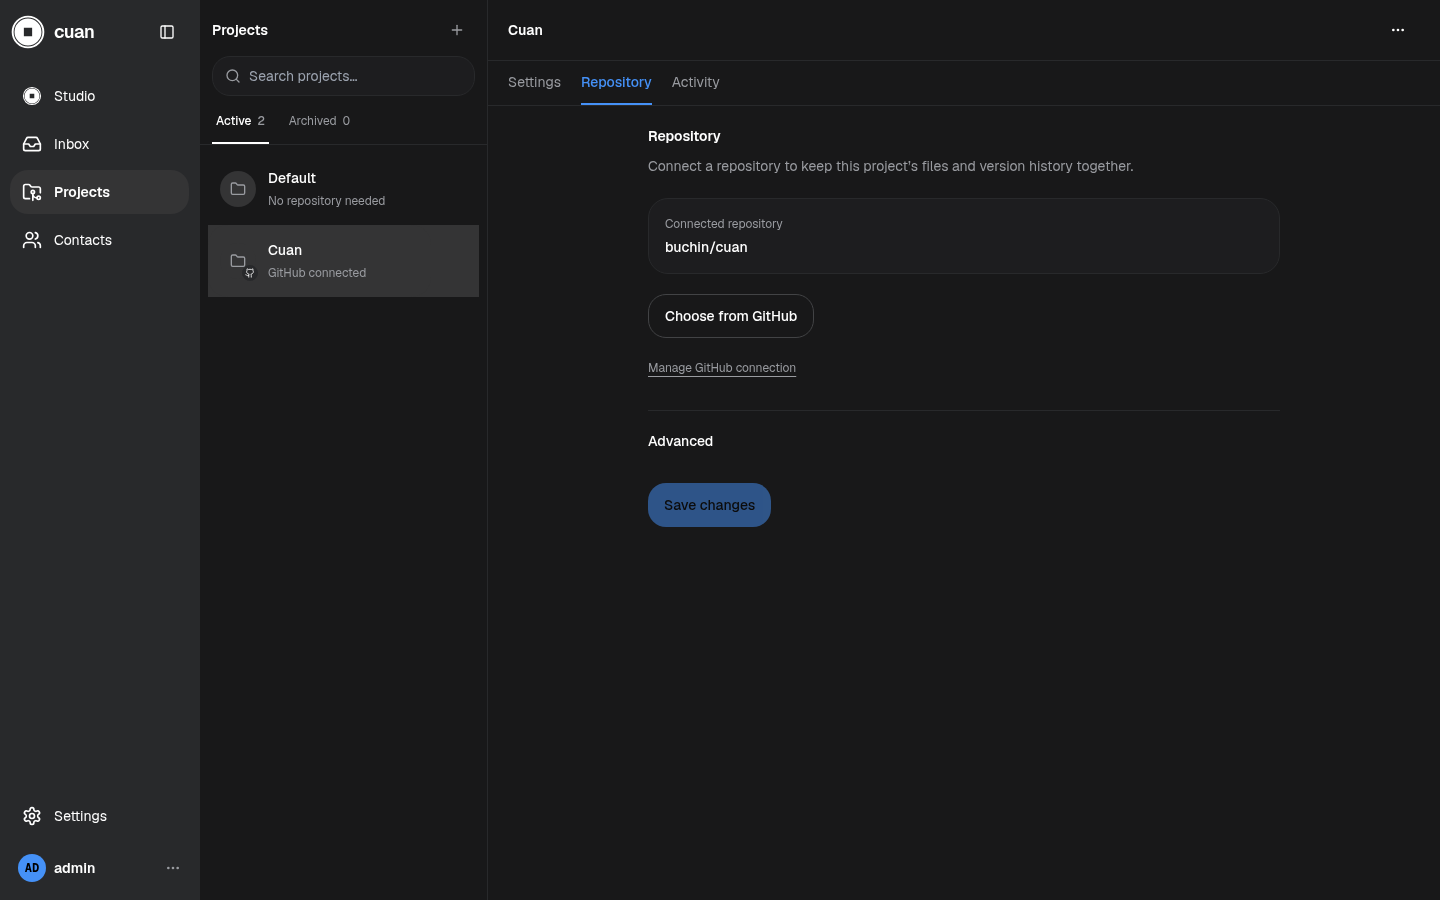 cuan
Studio
Inbox
Projects
Contacts
Settings
AD admin
Projects
Search projects...
Active 2 Archived 0
Default
No repository needed
Cuan
GitHub connected
Cuan
Settings Repository Activity
Repository
Connect a repository to keep this project's files and version history together.
Connected repository
buchin/cuan
Choose from GitHub
Manage GitHub connection
Advanced
Save changes